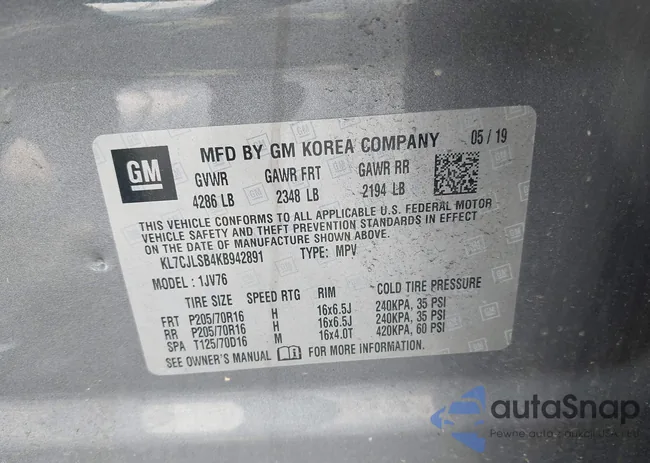 GM
MFD BY GM KOREA COMPANY 05 / 19
GVWR GAWR FRT GAWR RR
4286 LB 2348 LB 2194 LB
THIS VEHICLE CONFORMS TO ALL APPLICABLE U.S. FEDERAL MOTOR
VEHICLE SAFETY AND THEFT PREVENTION STANDARDS IN EFFECT
ON THE DATE OF MANUFACTURE SHOWN ABOVE.
KL7CJLSB4KB942891 TYPE: MPV
MODEL : 1JV76
TIRE SIZE SPEED RTG RIM COLD TIRE PRESSURE
FRT P205/70R16 H 16x6.5J 240KPA, 35 PSI
RR P205/70R16 H 16x6.5J 240KPA, 35 PSI
SPA T125/70D16 M 16x4.0T 420KPA, 60 PSI
SEE OWNER'S MANUAL FOR MORE INFORMATION.
autaSnap
Pewne auto